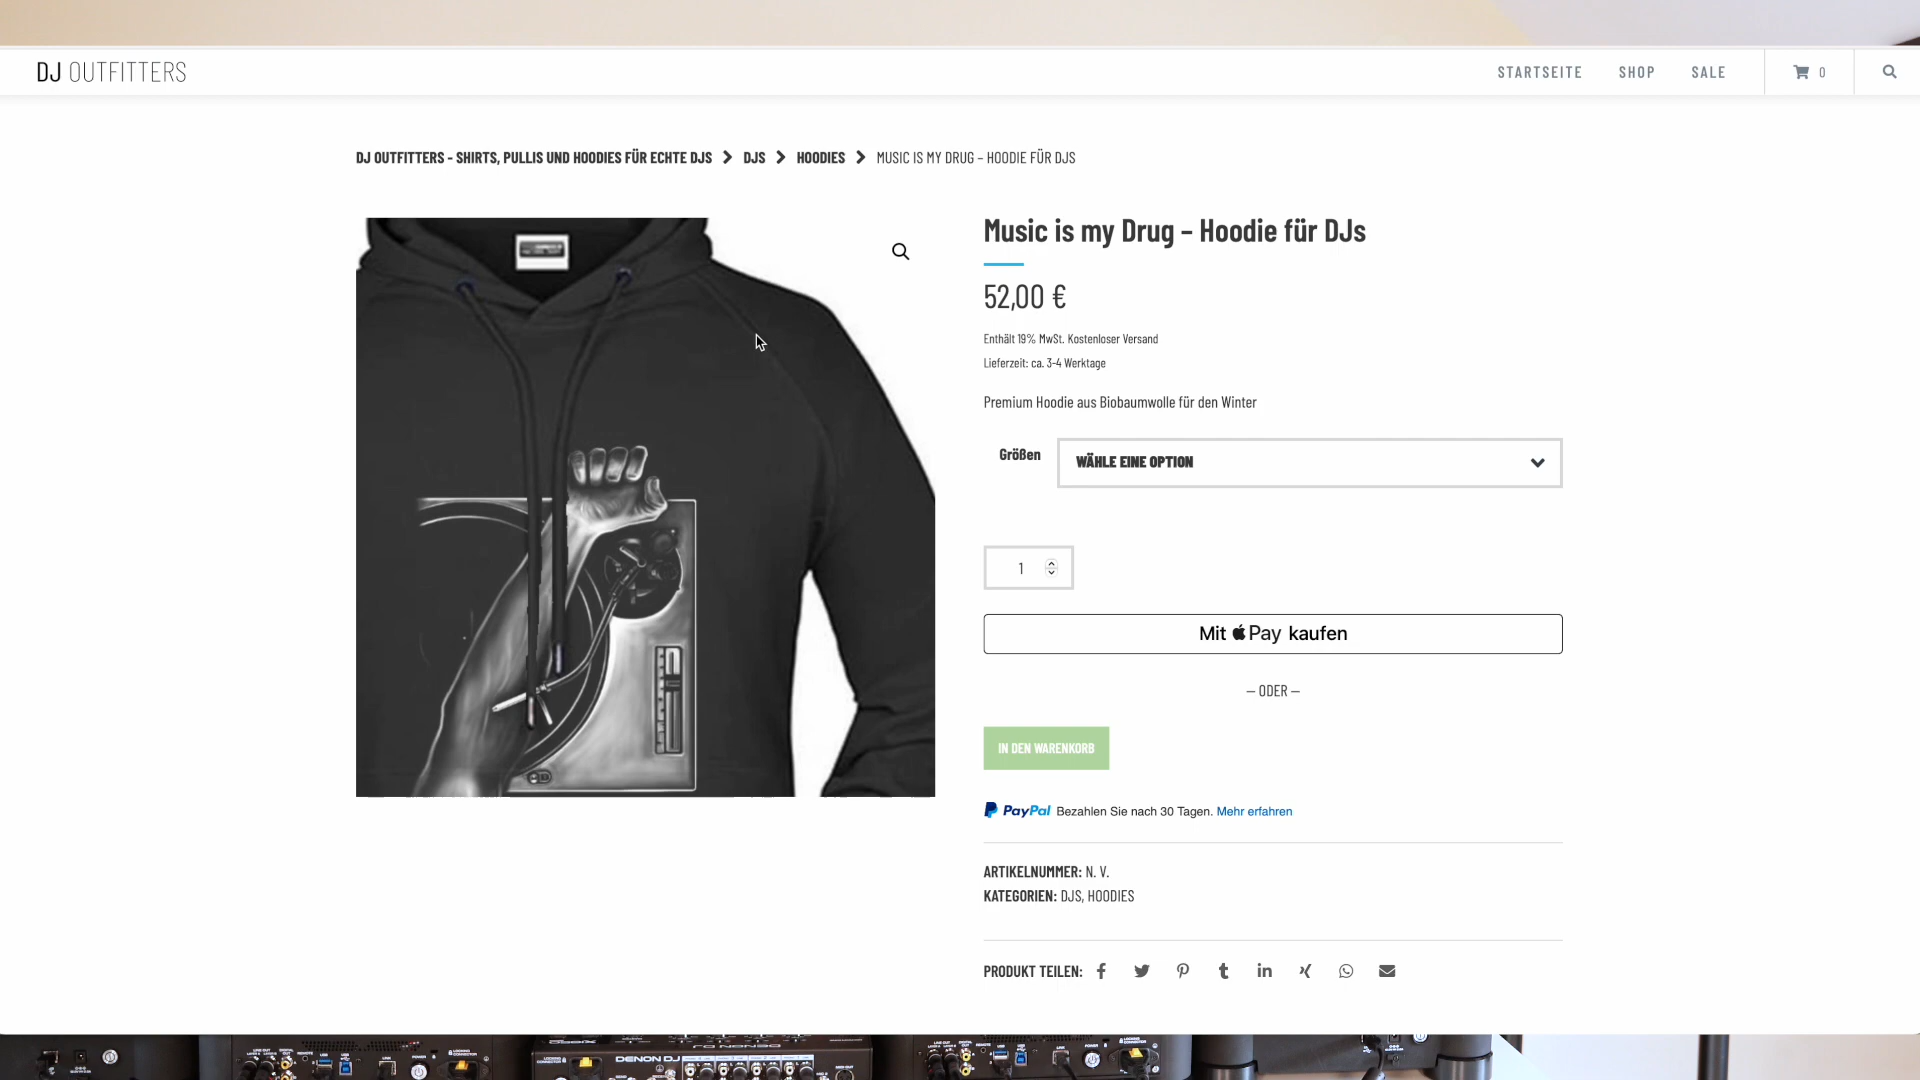 DJ OUTFITTERS
STARTSEITE SHOP SALE 0
DJ OUTFITTERS - SHIRTS, PULLIS UND HOODIES FÜR ECHTE DJS DJS HOODIES MUSIC IS MY DRUG – HOODIE FÜR DJS
Music is my Drug – Hoodie für DJs
52,00 €
Enthält 19% MwSt. Kostenloser Versand
Lieferzeit: ca. 3-4 Werktage
Premium Hoodie aus Biobaumwolle für den Winter
Größen
WÄHLE EINE OPTION
1
Mit Pay kaufen
— ODER —
IN DEN WARENKORB
PayPal Bezahlen Sie nach 30 Tagen. Mehr erfahren
ARTIKELNUMMER: N. V.
KATEGORIEN: DJS, HOODIES
PRODUKT TEILEN:
DENON DJ